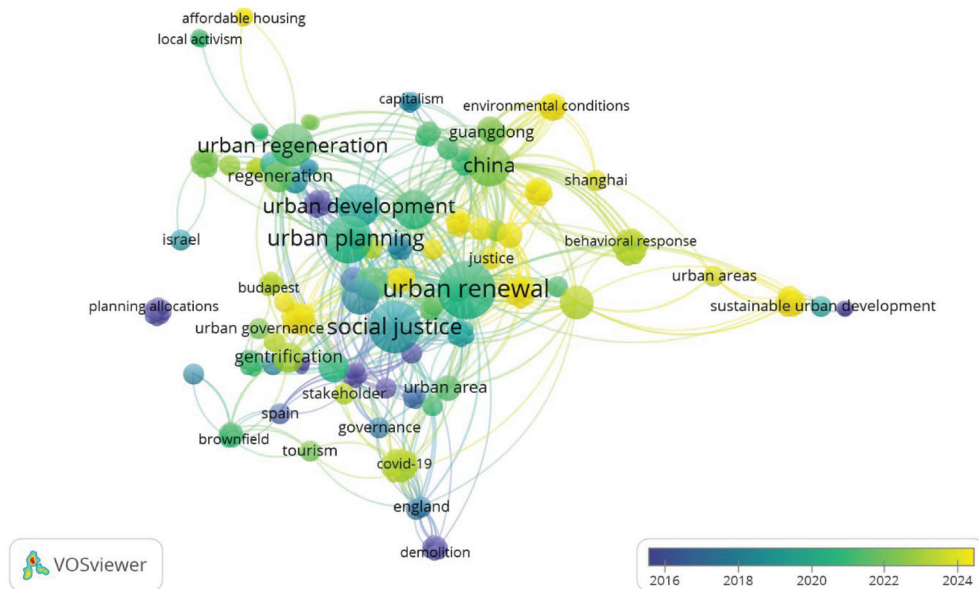 affordable housing
local activism
capitalism
environmental conditions
guangdong
urban regeneration
china
regeneration
shanghai
urban development
israel
urban planning
behavioral response
justice
urban areas
budapest
urban renewal
planning allocations
sustainable urban development
urban governance
social justice
gentrification
stakeholder
urban area
spain
governance
brownfield
tourism
covid-19
england
demolition
VOSviewer
2016 2018 2020 2022 2024